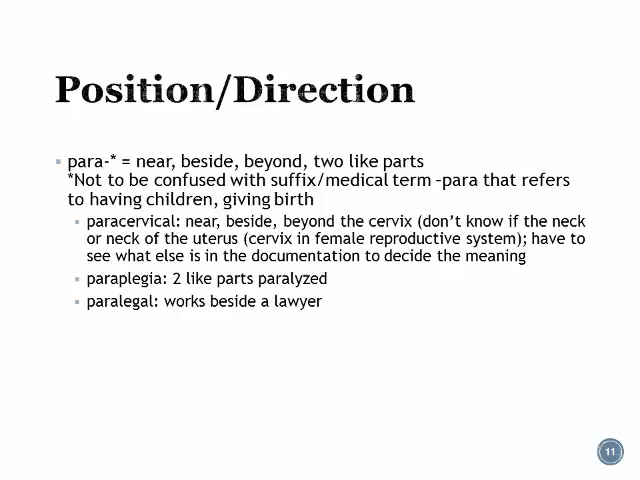 Position/Direction
para-* = near, beside, beyond, two like parts
*Not to be confused with suffix/medical term –para that refers
to having children, giving birth
paracervical: near, beside, beyond the cervix (don’t know if the neck
or neck of the uterus (cervix in female reproductive system); have to
see what else is in the documentation to decide the meaning
paraplegia: 2 like parts paralyzed
paralegal: works beside a lawyer
11